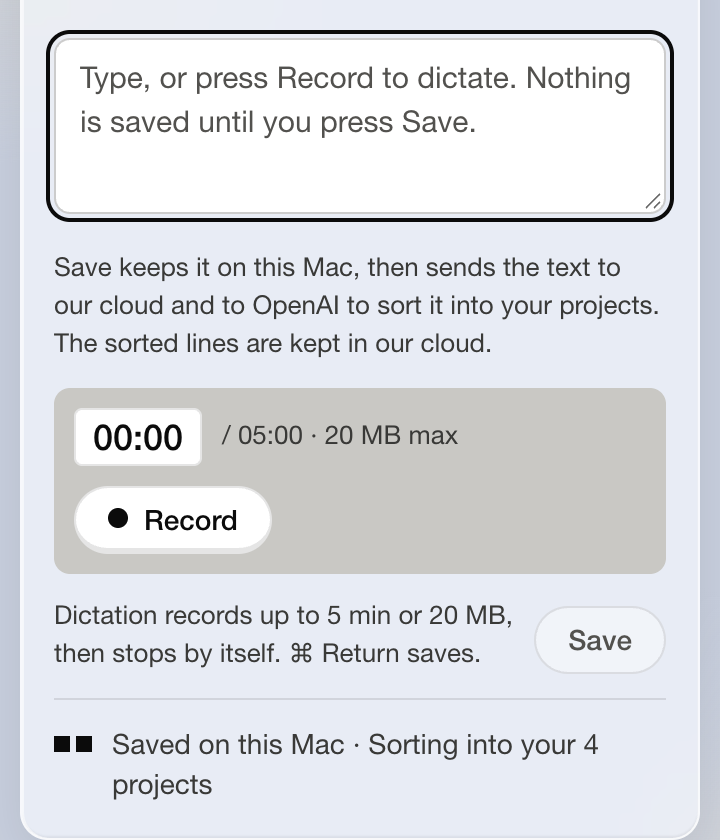 Type, or press Record to dictate. Nothing
is saved until you press Save.
Save keeps it on this Mac, then sends the text to
our cloud and to OpenAI to sort it into your projects.
The sorted lines are kept in our cloud.
00:00 / 05:00 · 20 MB max
Record
Dictation records up to 5 min or 20 MB,
then stops by itself. ⌘ Return saves.
Save
Saved on this Mac · Sorting into your 4
projects